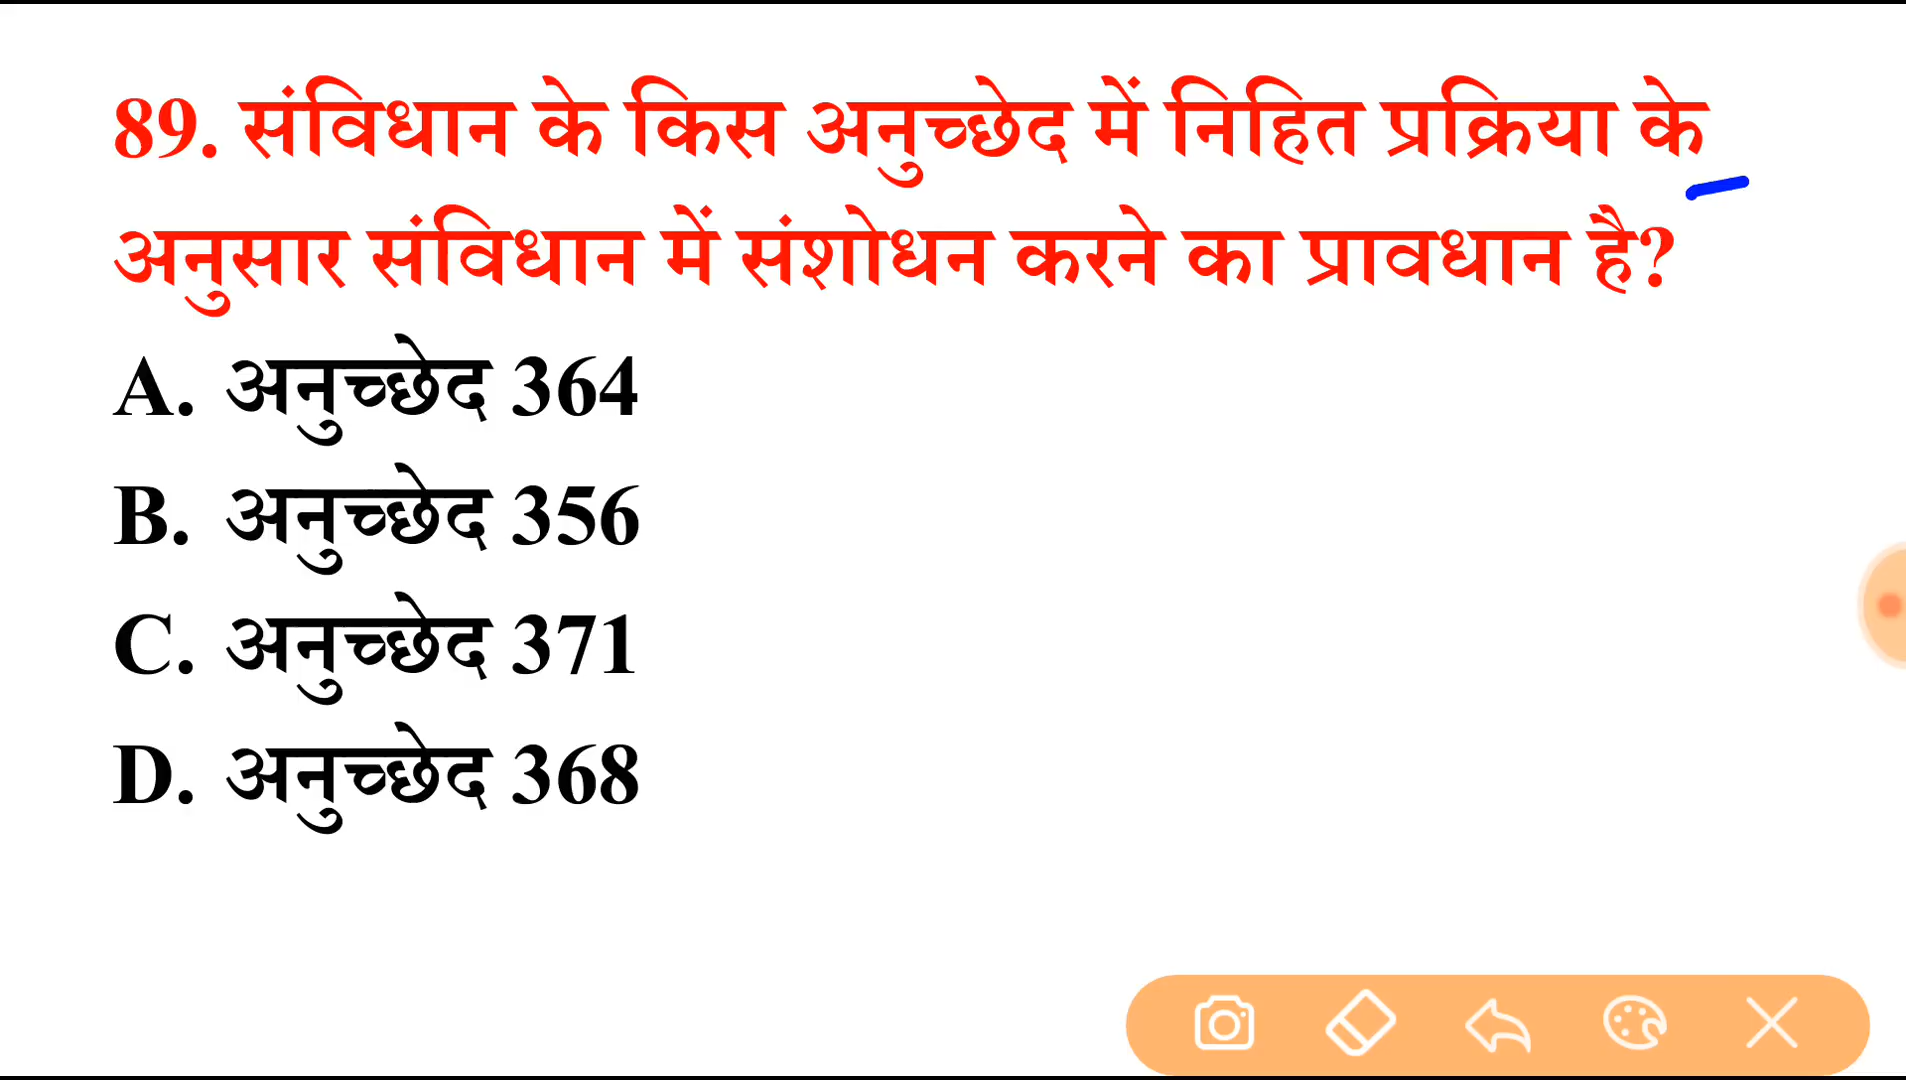 89. संविधान के किस अनुच्छेद में निहित प्रक्रिया के
अनुसार संविधान में संशोधन करने का प्रावधान है?
A. अनुच्छेद 364
B. अनुच्छेद 356
C. अनुच्छेद 371
D. अनुच्छेद 368